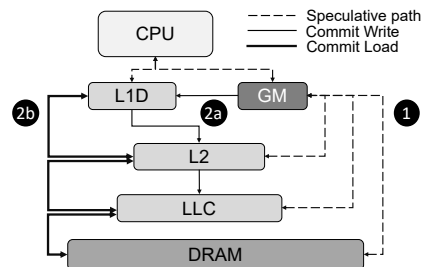 Speculative path
Commit Write
Commit Load
CPU
L1D
GM
2b
2a
1
L2
LLC
DRAM